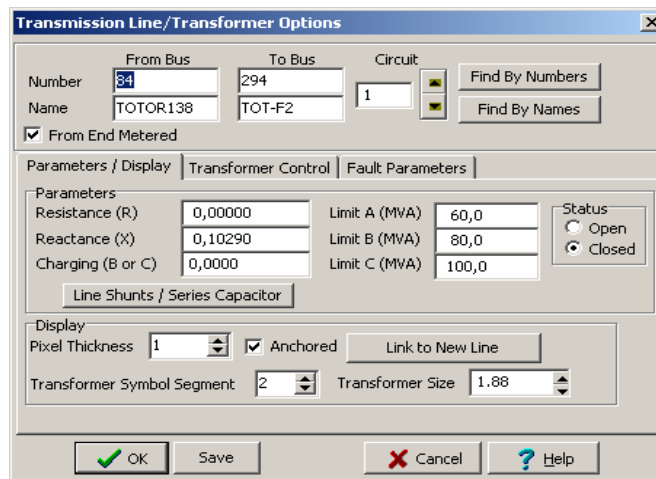 Transmission Line/Transformer Options
From Bus To Bus Circuit
Number 84 294 1 Find By Numbers
Name TOTOR138 TOT-F2 Find By Names
From End Metered
Parameters / Display Transformer Control Fault Parameters
Parameters
Resistance (R) 0,00000 Limit A (MVA) 60,0 Status
Open
Reactance (X) 0,10290 Limit B (MVA) 80,0 Closed
Charging (B or C) 0,0000 Limit C (MVA) 100,0
Line Shunts / Series Capacitor
Display
Pixel Thickness 1 Anchored Link to New Line
Transformer Symbol Segment 2 Transformer Size 1.88
OK Save Cancel ? Help